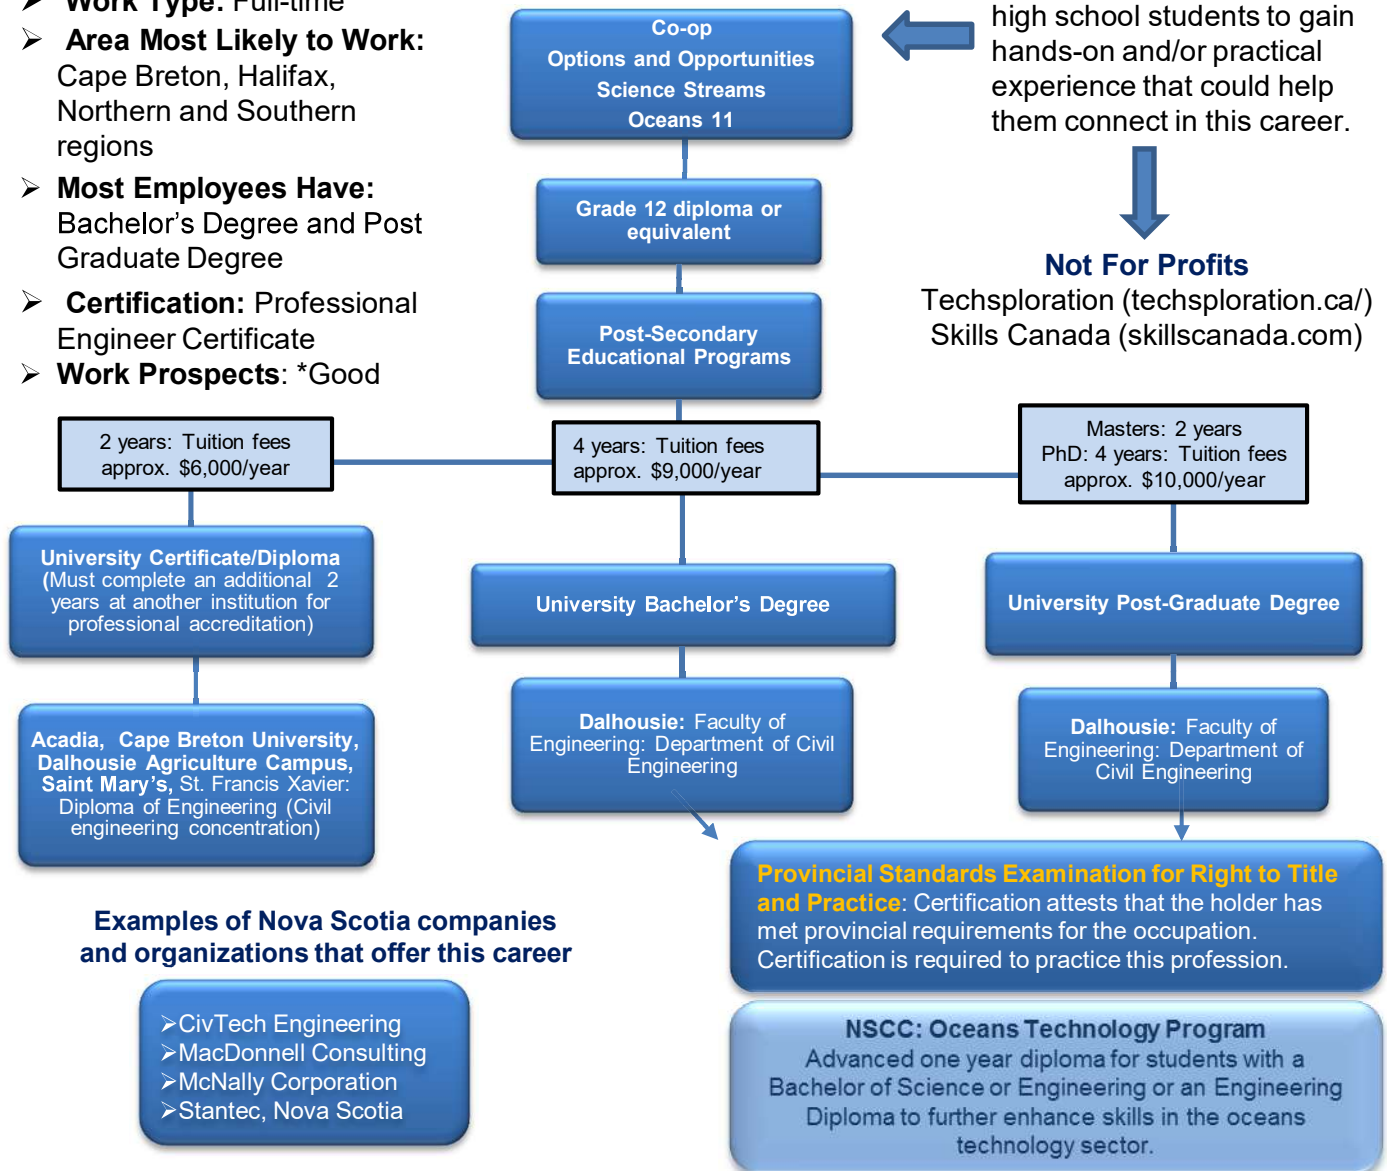 ➢ Work Type: Full-time
➢ Area Most Likely to Work:
Cape Breton, Halifax,
Northern and Southern
regions
➢ Most Employees Have:
Bachelor’s Degree and Post
Graduate Degree
➢ Certification: Professional
Engineer Certificate
➢ Work Prospects: *Good
Co-op
Options and Opportunities
Science Streams
Oceans 11
high school students to gain
hands-on and/or practical
experience that could help
them connect in this career.
Grade 12 diploma or
equivalent
Not For Profits
Techsploration (techsploration.ca/)
Skills Canada (skillscanada.com)
Post-Secondary
Educational Programs
2 years: Tuition fees
approx. $6,000/year
4 years: Tuition fees
approx. $9,000/year
Masters: 2 years
PhD: 4 years: Tuition fees
approx. $10,000/year
University Certificate/Diploma
(Must complete an additional 2
years at another institution for
professional accreditation)
University Bachelor’s Degree
University Post-Graduate Degree
Acadia, Cape Breton University,
Dalhousie Agriculture Campus,
Saint Mary’s, St. Francis Xavier:
Diploma of Engineering (Civil
engineering concentration)
Dalhousie: Faculty of
Engineering: Department of Civil
Engineering
Dalhousie: Faculty of
Engineering: Department of
Civil Engineering
Provincial Standards Examination for Right to Title
and Practice: Certification attests that the holder has
met provincial requirements for the occupation.
Certification is required to practice this profession.
Examples of Nova Scotia companies
and organizations that offer this career
➢CivTech Engineering
➢MacDonnell Consulting
➢McNally Corporation
➢Stantec, Nova Scotia
NSCC: Oceans Technology Program
Advanced one year diploma for students with a
Bachelor of Science or Engineering or an Engineering
Diploma to further enhance skills in the oceans
technology sector.